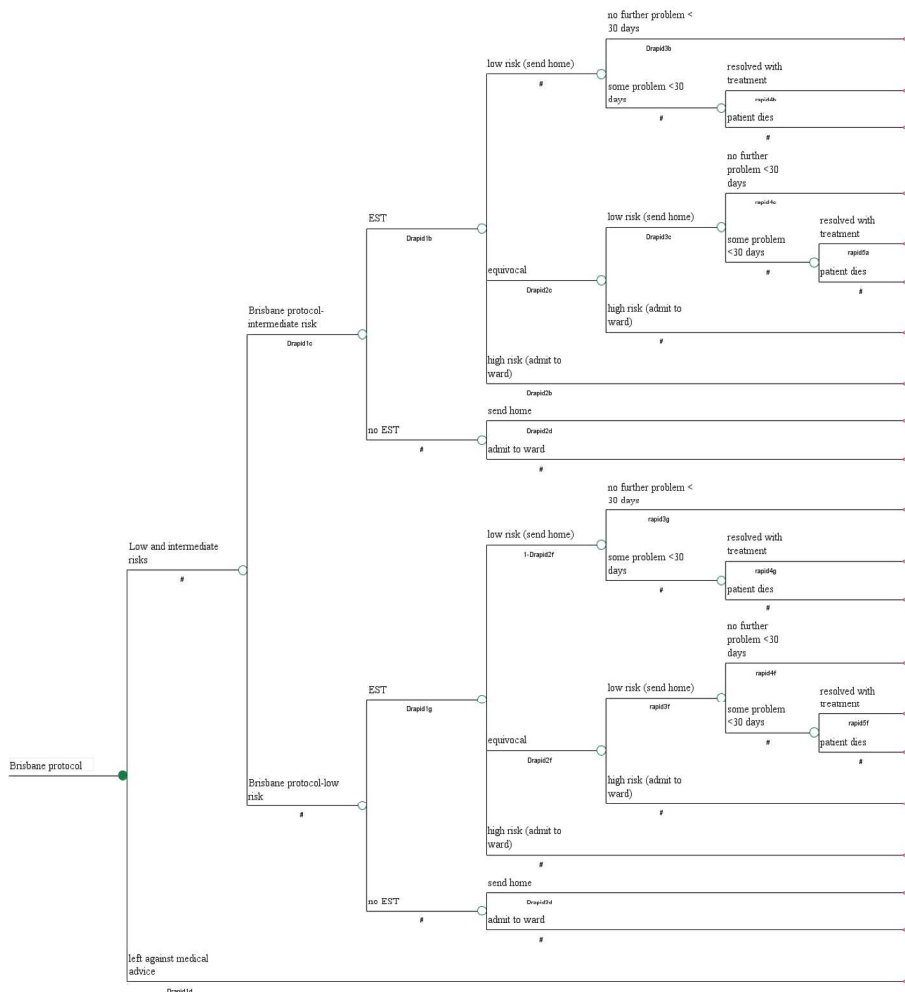 no further problem <
30 days
Drapid3b
low risk (send home)
#
some problem <30
days
#
resolved with
treatment
rapid4h
patient dies
#
no further
problem <30
days
rapid4c
EST
Drapid1b
low risk (send home)
Drapid3c
some problem
<30 days
#
resolved with
treatment
rapid5a
patient dies
#
equivocal
Drapid2c
high risk (admit to
ward)
#
Brisbane protocol-
intermediate risk
Drapid1c
high risk (admit to
ward)
Drapid2b
send home
Drapid2d
no EST
#
admit to ward
#
no further problem <
30 days
rapid3g
low risk (send home)
1-Drapid2f
some problem <30
days
#
resolved with
treatment
rapid4g
patient dies
#
Low and intermediate
risks
#
no further
problem <30
days
rapid4f
EST
Drapid1g
low risk (send home)
rapid3f
some problem
<30 days
#
resolved with
treatment
rapid5f
patient dies
#
equivocal
Drapid2f
high risk (admit to
ward)
#
Brisbane protocol
Brisbane protocol-low
risk
#
high risk (admit to
ward)
#
send home
no EST
#
admit to ward
#
left against medical
advice
Drapid1d